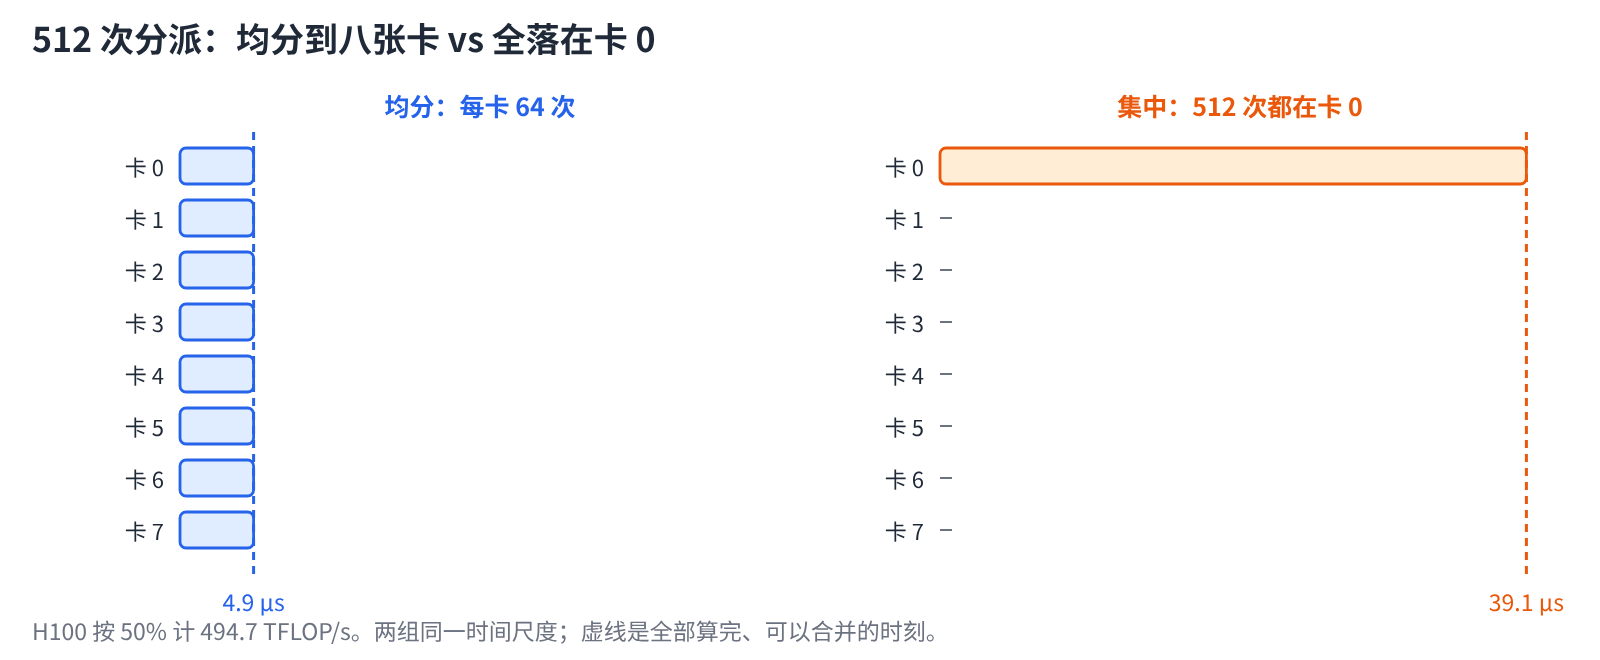 512 次分派：均分到八张卡 vs 全落在卡 0
均分：每卡 64 次
卡 0
卡 1
卡 2
卡 3
卡 4
卡 5
卡 6
卡 7
4.9 µs
集中：512 次都在卡 0
卡 0
卡 1
卡 2
卡 3
卡 4
卡 5
卡 6
卡 7
39.1 µs
H100 按 50% 计 494.7 TFLOP/s。两组同一时间尺度；虚线是全部算完、可以合并的时刻。